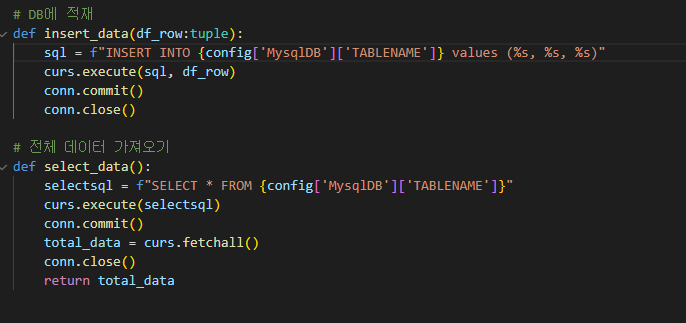 # DB에 적재
def insert_data(df_row:tuple):
    sql = f"INSERT INTO {config['MysqlDB']['TABLENAME']} values (%s, %s, %s)"
    curs.execute(sql, df_row)
    conn.commit()
    conn.close()

# 전체 데이터 가져오기
def select_data():
    selectsql = f"SELECT * FROM {config['MysqlDB']['TABLENAME']}"
    curs.execute(selectsql)
    conn.commit()
    total_data = curs.fetchall()
    conn.close()
    return total_data